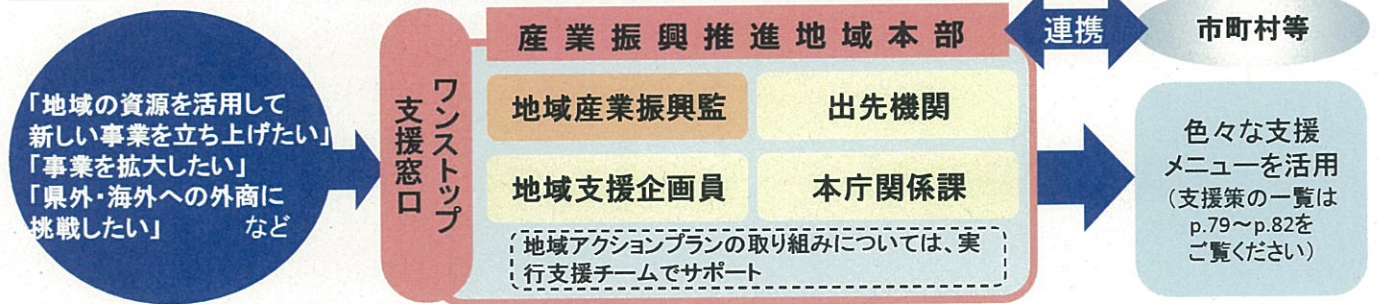 「地域の資源を活用して
新しい事業を立ち上げたい」
「事業を拡大したい」
「県外・海外への外商に
挑戦したい」　など
ワンストップ
支援窓口
産業振興推進地域本部
地域産業振興監
出先機関
地域支援企画員
本庁関係課
地域アクションプランの取り組みについては、実
行支援チームでサポート
連携
市町村等
色々な支援
メニューを活用
(支援策の一覧は
p.79～p.82を
ご覧ください)